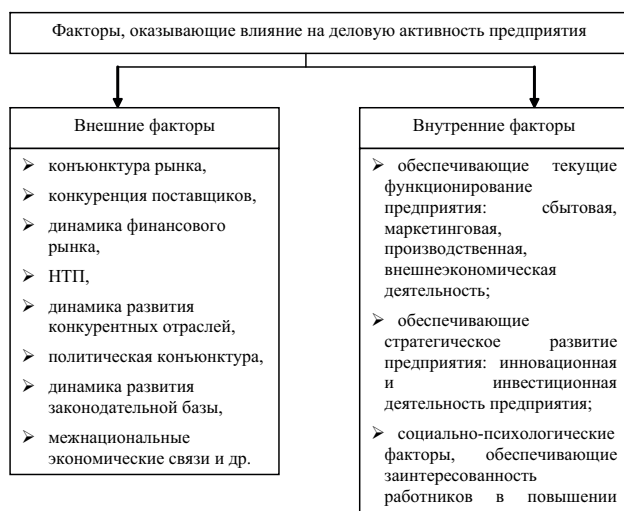 Факторы, оказывающие влияние на деловую активность предприятия
Внешние факторы
➢ конъюнктура рынка,
➢ конкуренция поставщиков,
➢ динамика финансового
рынка,
➢ НТП,
➢ динамика развития
конкурентных отраслей,
➢ политическая конъюнктура,
➢ динамика развития
законодательной базы,
➢ межнациональные
экономические связи и др.
Внутренние факторы
➢ обеспечивающие текущие
функционирование
предприятия: сбытовая,
маркетинговая,
производственная,
внешнеэкономическая
деятельность;
➢ обеспечивающие
стратегическое развитие
предприятия: инновационная
и инвестиционная
деятельность предприятия;
➢ социально-психологические
факторы, обеспечивающие
заинтересованность
работников в повышении